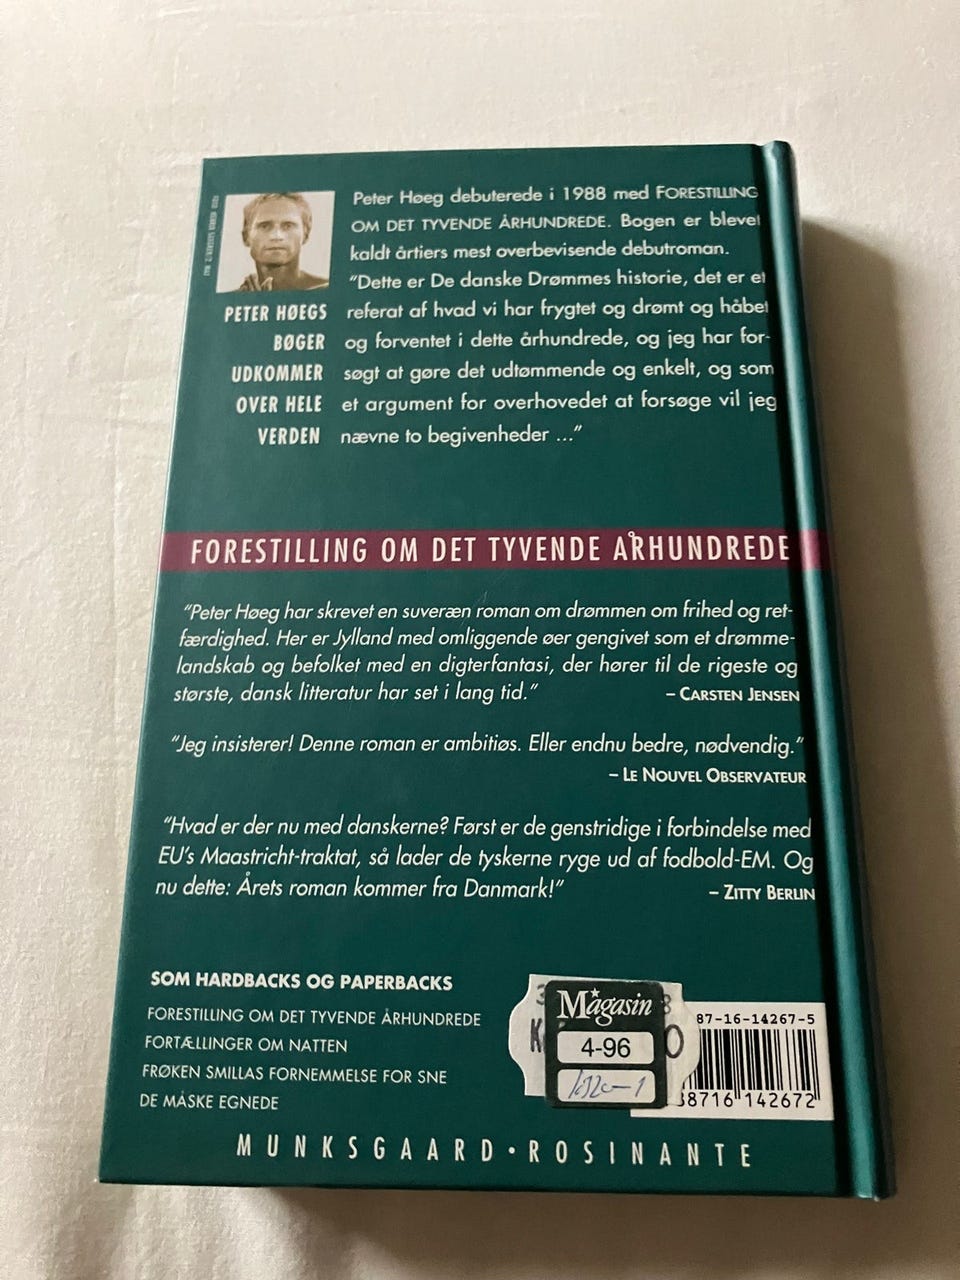 Peter Høeg debuterede i 1988 med FORESTILLING
OM DET TYVENDE ÅRHUNDREDE. Bogen er blevet
kaldt årtiers mest overbevisende debutroman.
"Dette er De danske Drømmes historie, det er et
referat af hvad vi har frygtet og drømt og håbet
og forventet i dette århundrede, og jeg har for-
søgt at gøre det udtømmende og enkelt, og som
et argument for overhovedet at forsøge vil jeg
nævne to begivenheder ..."
PETER HØEGS
BØGER
UDKOMMER
OVER HELE
VERDEN
FORESTILLING OM DET TYVENDE ÅRHUNDREDE
"Peter Høeg har skrevet en suveræn roman om drømmen om frihed og ret-
færdighed. Her er Jylland med omliggende øer gengivet som et drømme-
landskab og befolket med en digterfantasi, der hører til de rigeste og
største, dansk litteratur har set i lang tid."
– CARSTEN JENSEN
"Jeg insisterer! Denne roman er ambitiøs. Eller endnu bedre, nødvendig."
– LE NOUVEL OBSERVATEUR
"Hvad er der nu med danskerne? Først er de genstridige i forbindelse med
EU's Maastricht-traktat, så lader de tyskerne ryge ud af fodbold-EM. Og
nu dette: Årets roman kommer fra Danmark!"
– ZITTY BERLIN
SOM HARDBACKS OG PAPERBACKS
FORESTILLING OM DET TYVENDE ÅRHUNDREDE
FORTÆLLINGER OM NATTEN
FRØKEN SMILLAS FORNEMMELSE FOR SNE
DE MÅSKE EGNEDE
Magasin
4-96
87-16-14267-5
88716 142672
MUNKSGAARD • ROSINANTE